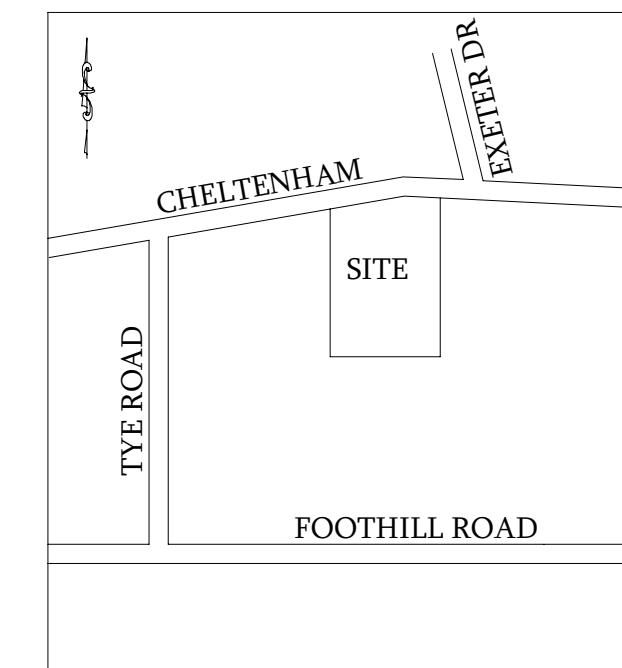 EXETER DR
CHELTENHAM
SITE
TYE ROAD
FOOTHILL ROAD